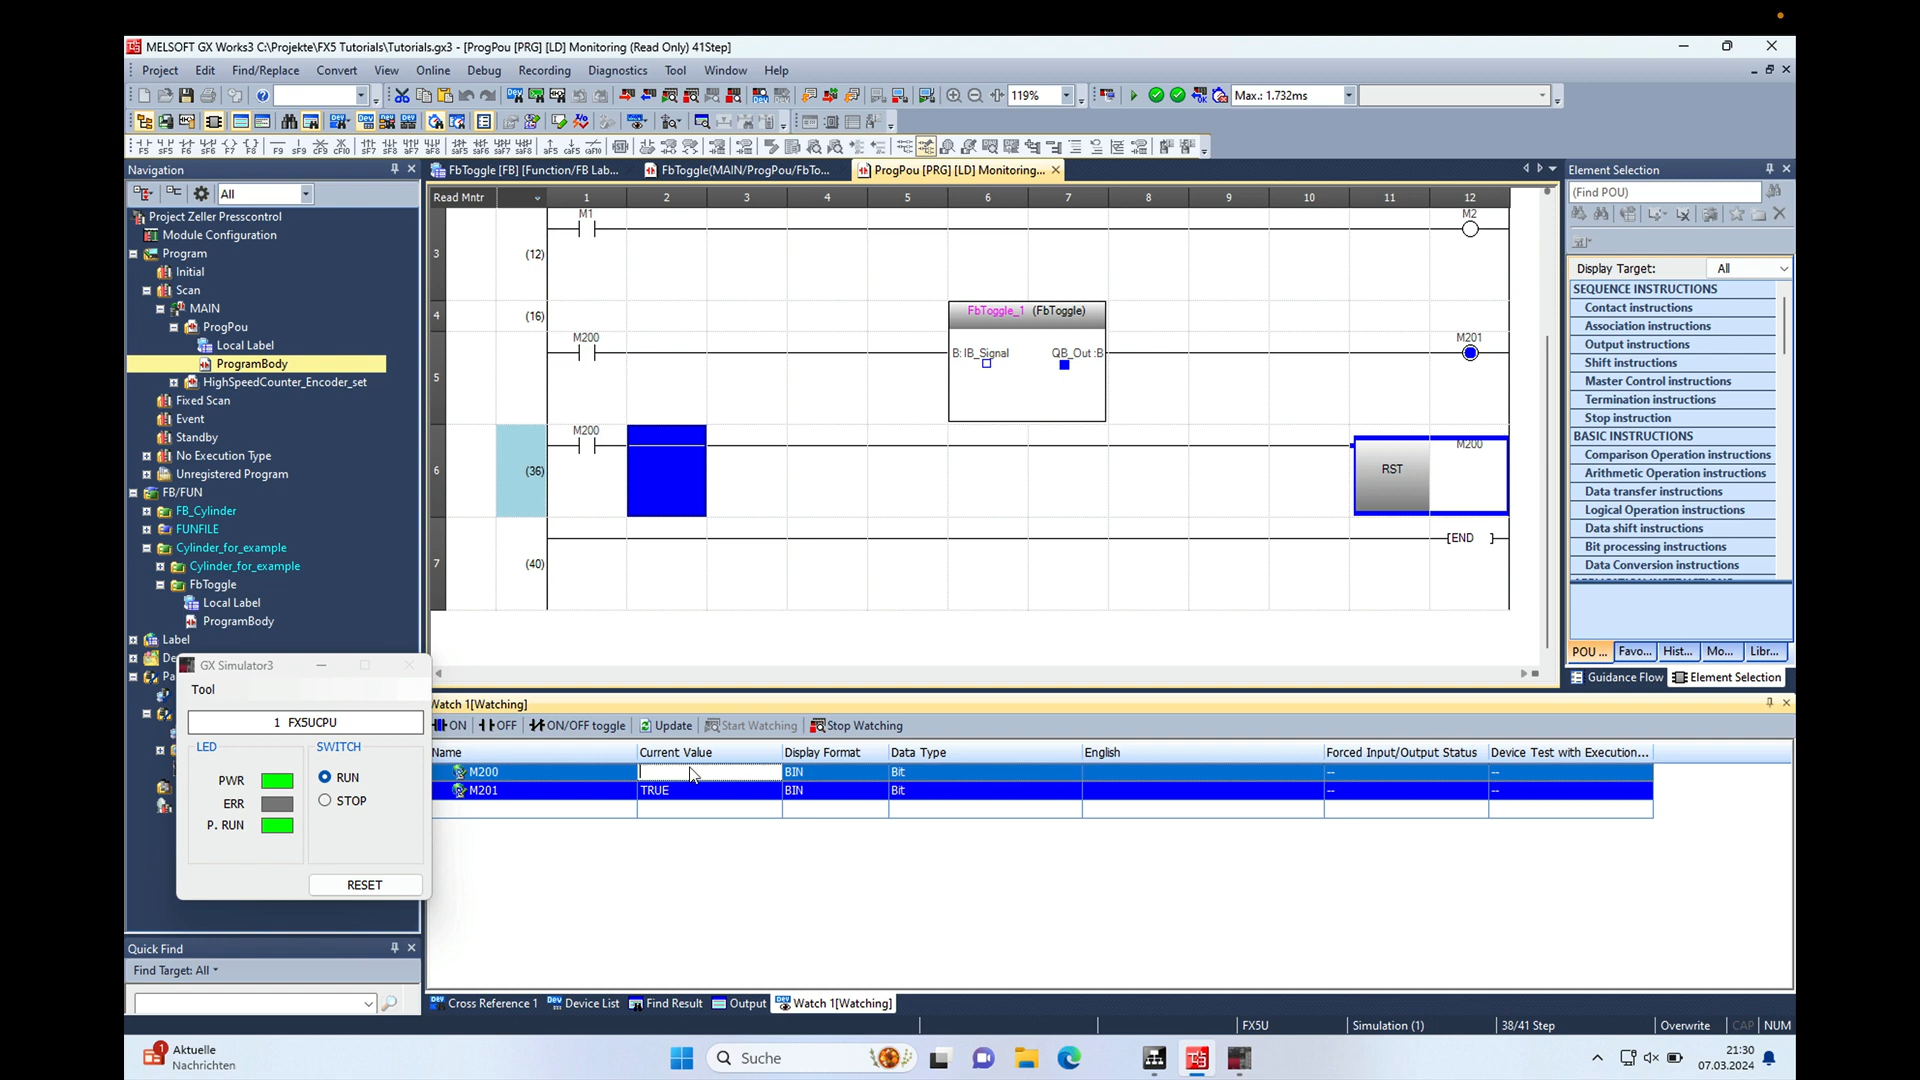 MELSOFT GX Works3 C:\Projekte\FX5 Tutorials\Tutorials.gx3 - [ProgPou [PRG] [LD] Monitoring (Read Only) 41Step]
Project Edit Find/Replace Convert View Online Debug Recording Diagnostics Tool Window Help
119% Max.: 1.732ms
Navigation
All
Project Zeller Presscontrol
Module Configuration
Program
Initial
Scan
MAIN
ProgPou
Local Label
ProgramBody
HighSpeedCounter_Encoder_set
Fixed Scan
Event
Standby
No Execution Type
Unregistered Program
FB/FUN
FB_Cylinder
FUNFILE
Cylinder_for_example
Cylinder_for_example
FbToggle
Local Label
ProgramBody
Label
De
Pa
GX Simulator3
Tool
1 FX5UCPU
LED SWITCH
PWR RUN
ERR STOP
P. RUN
RESET
Quick Find
Find Target: All
FbToggle [FB] [Function/FB Lab... FbToggle(MAIN/ProgPou/FbTo... ProgPou [PRG] [LD] Monitoring...
Read Mntr 1 2 3 4 5 6 7 8 9 10 11 12
M1 M2
3 (12)
4 (16) FbToggle_1 (FbToggle)
M200 M201
B:IB_Signal QB_Out:B
5
M200 M200
6 (36) RST
[END ]
7 (40)
Element Selection
(Find POU)
Display Target: All
SEQUENCE INSTRUCTIONS
Contact instructions
Association instructions
Output instructions
Shift instructions
Master Control instructions
Termination instructions
Stop instruction
BASIC INSTRUCTIONS
Comparison Operation instructions
Arithmetic Operation instructions
Data transfer instructions
Logical Operation instructions
Data shift instructions
Bit processing instructions
Data Conversion instructions
POU ... Favo... Hist... Mo... Libr...
Guidance Flow Element Selection
Watch 1[Watching]
ON OFF ON/OFF toggle Update Start Watching Stop Watching
Name Current Value Display Format Data Type English Forced Input/Output Status Device Test with Execution...
M200 BIN Bit -- --
M201 TRUE BIN Bit -- --
Cross Reference 1 Device List Find Result Output Watch 1[Watching]
FX5U Simulation (1) 38/41 Step Overwrite CAP NUM
1 Aktuelle
Nachrichten
Suche
21:30
07.03.2024